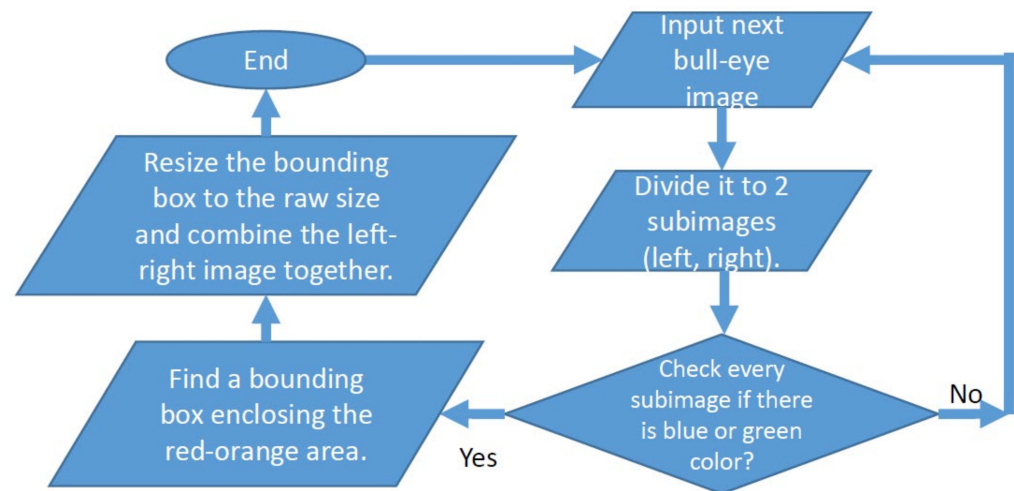 End
Input next
bull-eye
image
Resize the bounding
box to the raw size
and combine the left-
right image together.
Divide it to 2
subimages
(left, right).
Find a bounding
box enclosing the
red-orange area.
Yes
Check every
subimage if there
is blue or green
color?
No